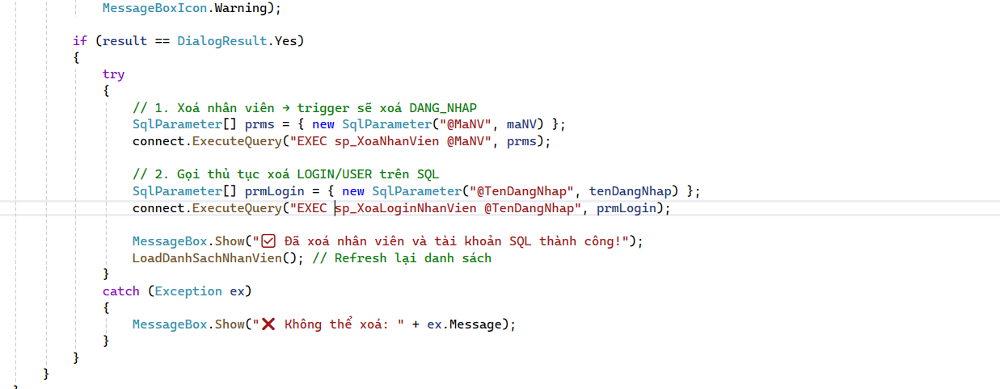 MessageBoxIcon.Warning);
if (result == DialogResult.Yes)
{
try
{
// 1. Xoá nhân viên → trigger sẽ xoá DANG_NHAP
SqlParameter[] prms = { new SqlParameter("@MaNV", maNV) };
connect.ExecuteQuery("EXEC sp_XoaNhanVien @MaNV", prms);
// 2. Gọi thủ tục xoá LOGIN/USER trên SQL
SqlParameter[] prmLogin = { new SqlParameter("@TenDangNhap", tenDangNhap) };
connect.ExecuteQuery("EXEC sp_XoaLoginNhanVien @TenDangNhap", prmLogin);
MessageBox.Show("✅ Đã xoá nhân viên và tài khoản SQL thành công!");
LoadDanhSachNhanVien(); // Refresh lại danh sách
}
catch (Exception ex)
{
MessageBox.Show("❌ Không thể xoá: " + ex.Message);
}
}
}